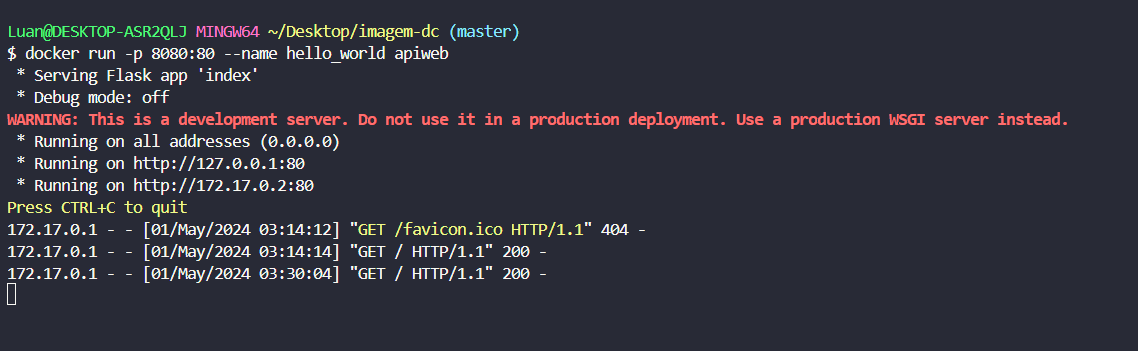 Luan@DESKTOP-ASR2QLJ MINGW64 ~/Desktop/imagem-dc (master)
$ docker run -p 8080:80 --name hello_world apiweb
 * Serving Flask app 'index'
 * Debug mode: off
WARNING: This is a development server. Do not use it in a production deployment. Use a production WSGI server instead.
 * Running on all addresses (0.0.0.0)
 * Running on http://127.0.0.1:80
 * Running on http://172.17.0.2:80
Press CTRL+C to quit
172.17.0.1 - - [01/May/2024 03:14:12] "GET /favicon.ico HTTP/1.1" 404 -
172.17.0.1 - - [01/May/2024 03:14:14] "GET / HTTP/1.1" 200 -
172.17.0.1 - - [01/May/2024 03:30:04] "GET / HTTP/1.1" 200 -